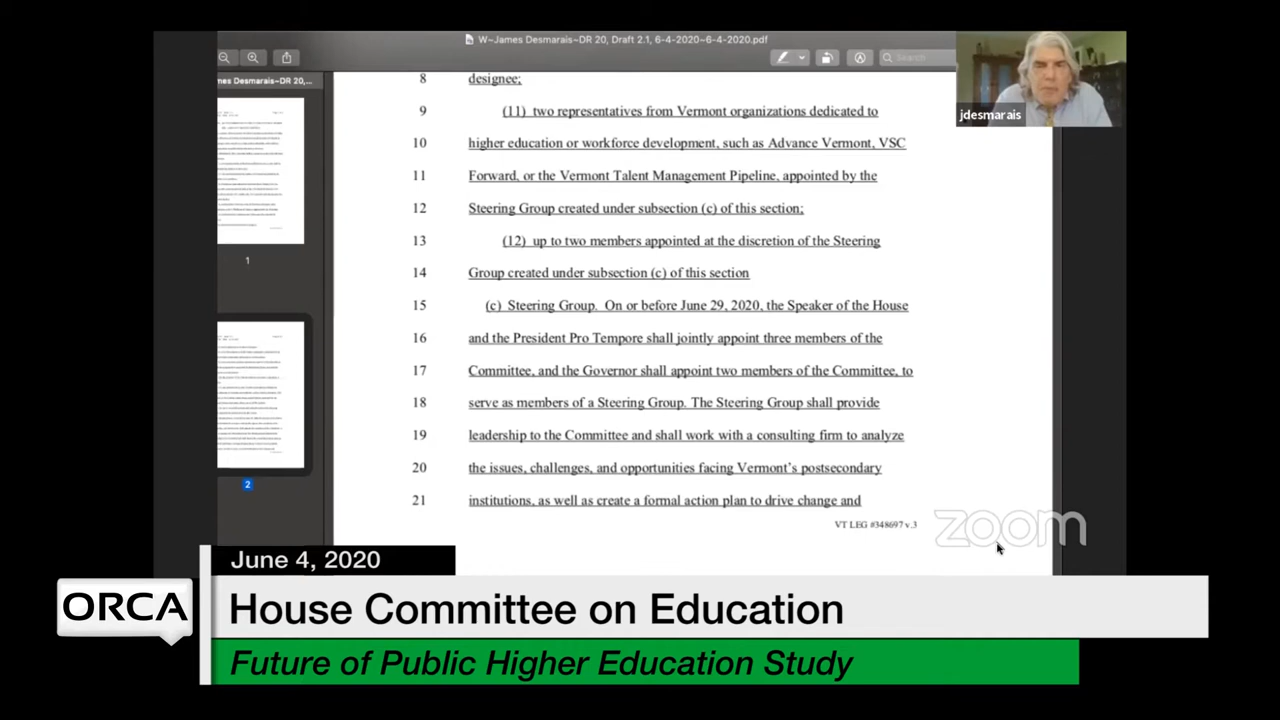 W~James Desmarais~DR 20, Draft 2.1, 6-4-2020~6-4-2020.pdf
Search
mes Desmarais~DR 20,...
jdesmarais
8 designee;
9 (11) two representatives from Vermont organizations dedicated to
10 higher education or workforce development, such as Advance Vermont, VSC
11 Forward, or the Vermont Talent Management Pipeline, appointed by the
12 Steering Group created under subsection (c) of this section;
13 (12) up to two members appointed at the discretion of the Steering
14 Group created under subsection (c) of this section
15 (c) Steering Group. On or before June 29, 2020, the Speaker of the House
16 and the President Pro Tempore shall jointly appoint three members of the
17 Committee, and the Governor shall appoint two members of the Committee, to
18 serve as members of a Steering Group. The Steering Group shall provide
19 leadership to the Committee and shall work with a consulting firm to analyze
20 the issues, challenges, and opportunities facing Vermont's postsecondary
21 institutions, as well as create a formal action plan to drive change and
VT LEG #348697 v.3
1
2
zoom
June 4, 2020
ORCA
House Committee on Education
Future of Public Higher Education Study